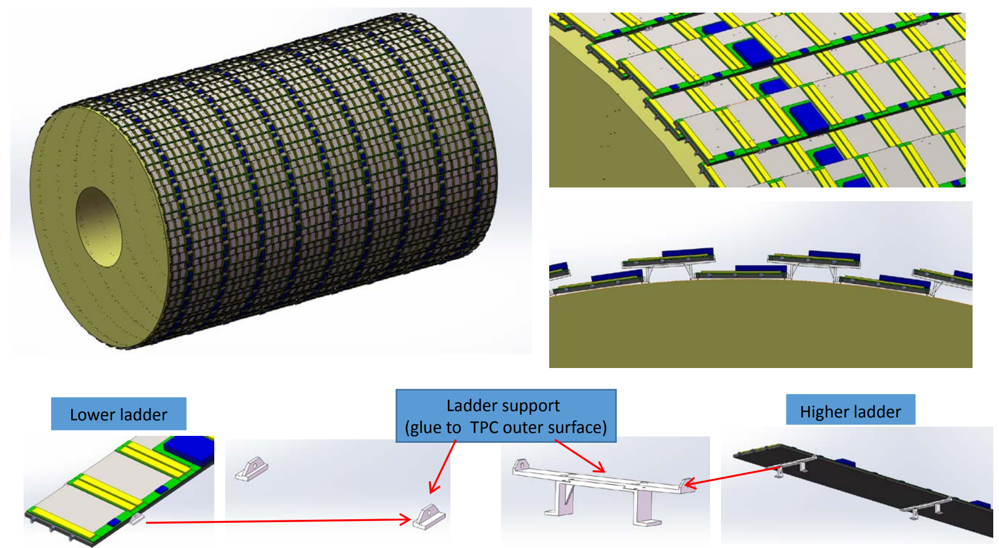 Lower ladder
Ladder support
(glue to TPC outer surface)
Higher ladder